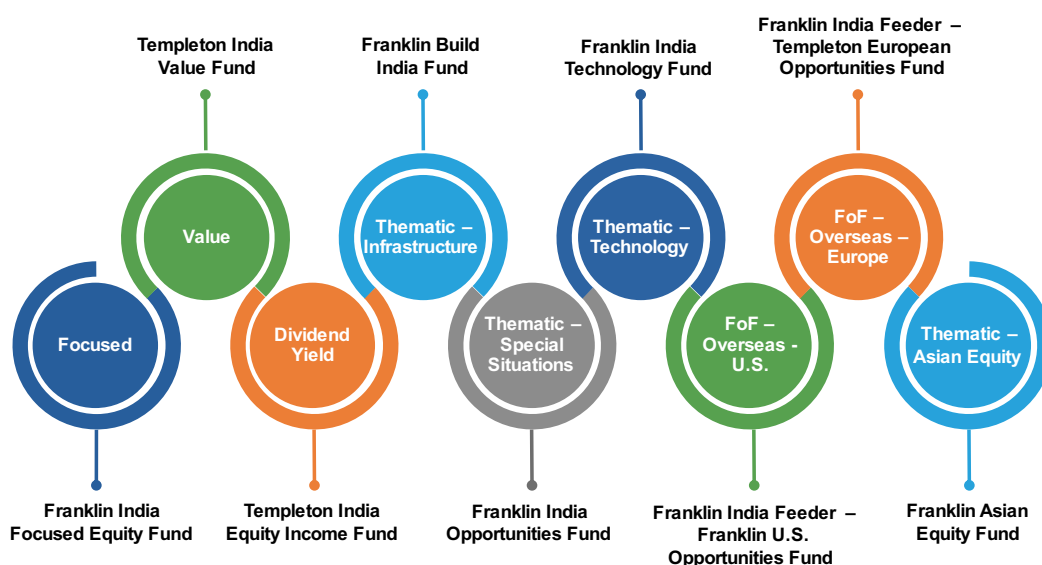 Templeton India
Value Fund
Franklin Build
India Fund
Franklin India
Technology Fund
Franklin India Feeder –
Templeton European
Opportunities Fund
Value
Thematic –
Infrastructure
Thematic –
Technology
FoF –
Overseas –
Europe
Focused
Dividend
Yield
Thematic –
Special
Situations
FoF –
Overseas -
U.S.
Thematic –
Asian Equity
Franklin India
Focused Equity Fund
Templeton India
Equity Income Fund
Franklin India
Opportunities Fund
Franklin India Feeder –
Franklin U.S.
Opportunities Fund
Franklin Asian
Equity Fund